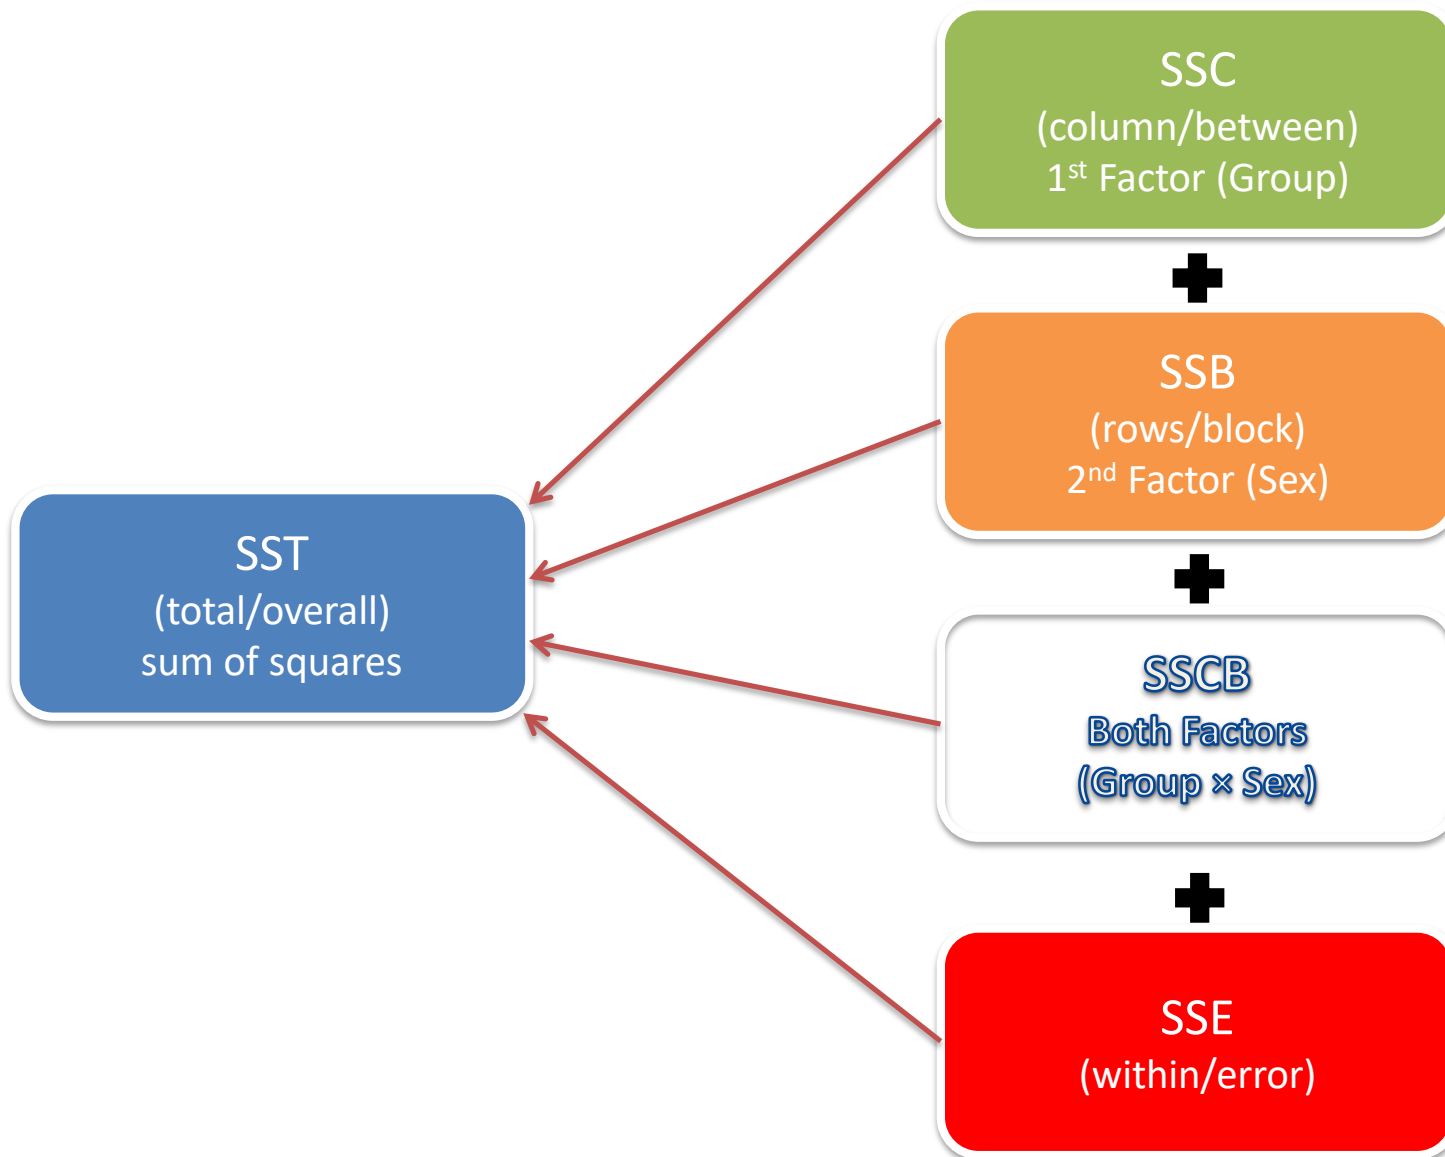 SSC
(column/between)
1st Factor (Group)
SSB
(rows/block)
2nd Factor (Sex)
SST
(total/overall)
sum of squares
SSCB
Both Factors
(Group × Sex)
SSE
(within/error)